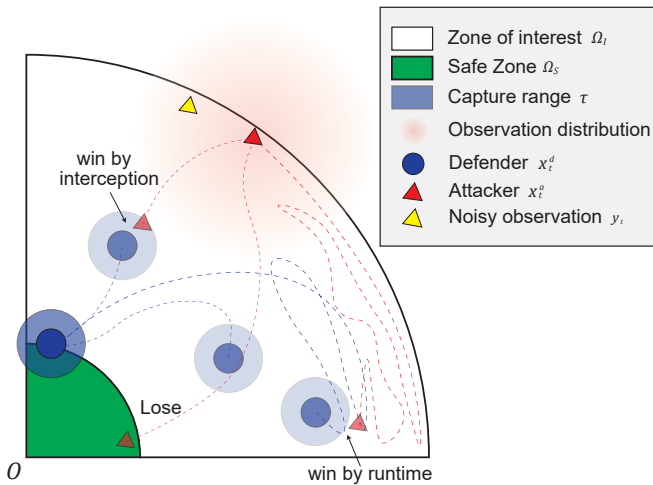 Zone of interest Ω_I
Safe Zone Ω_S
Capture range τ
Observation distribution
Defender x_t^d
Attacker x_t^a
Noisy observation y_t
win by
interception
Lose
O
win by runtime